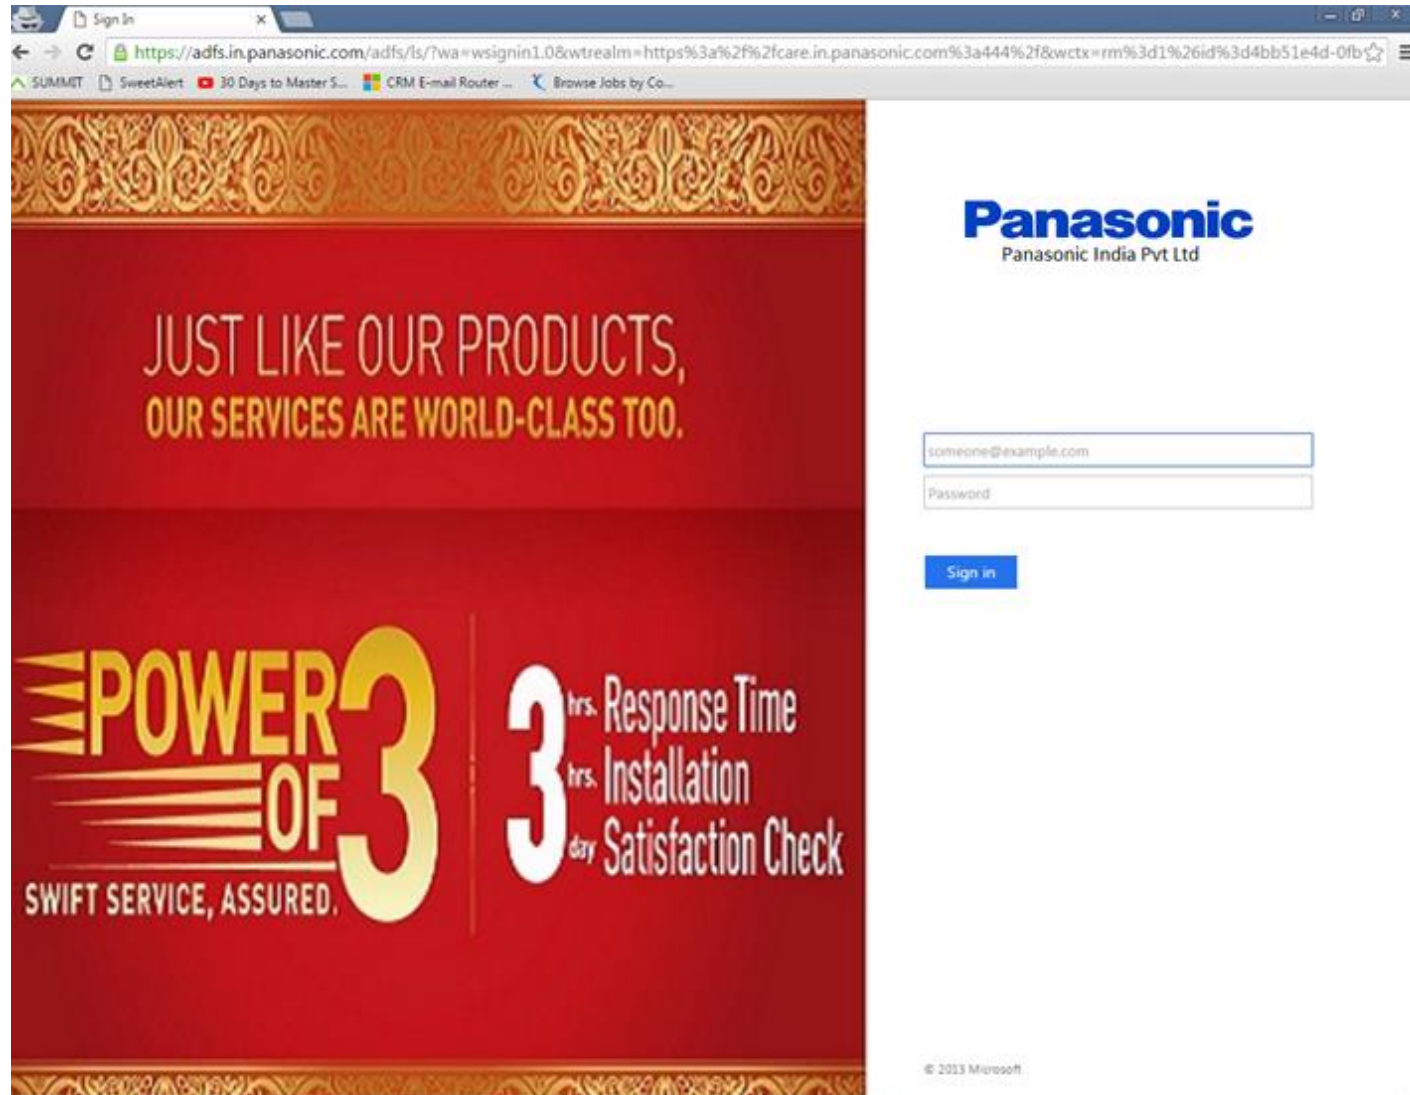 Sign In
https://adfs.in.panasonic.com/adfs/ls/?wa=wsignin1.0&wtrealm=https%3a%2f%2fcare.in.panasonic.com%3a444%2f&wctx=rm%3d1%26id%3d4bb51e4d-0fb
SUMMIT SweetAlert 30 Days to Master S... CRM E-mail Router ... Browse Jobs by Co...
JUST LIKE OUR PRODUCTS,
OUR SERVICES ARE WORLD-CLASS TOO.
POWER
OF 3
SWIFT SERVICE, ASSURED.
3
hrs. Response Time
hrs. Installation
day Satisfaction Check
Panasonic
Panasonic India Pvt Ltd
someone@example.com
Password
Sign in
© 2013 Microsoft